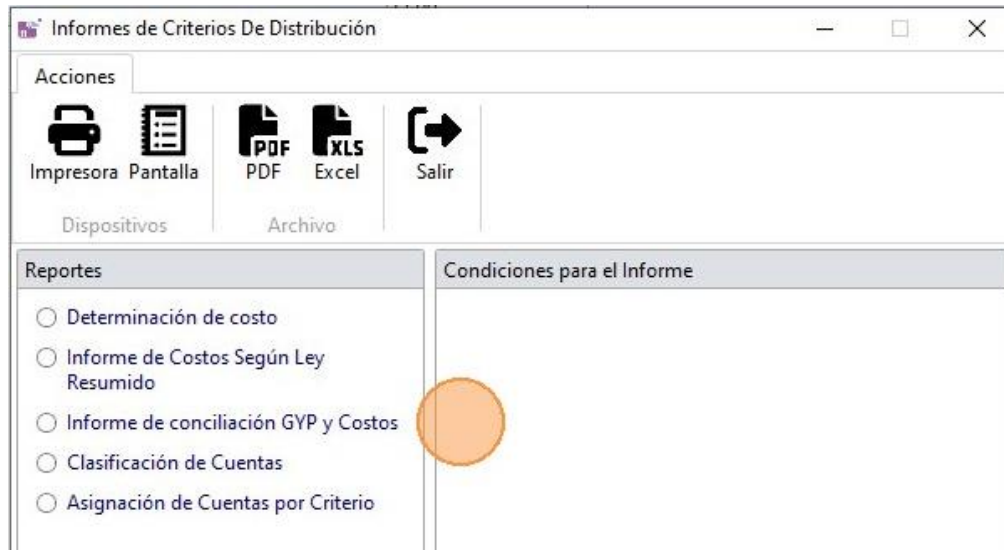 Informes de Criterios De Distribución
Acciones
PDF XLS
Impresora Pantalla PDF Excel Salir
Dispositivos Archivo
Reportes Condiciones para el Informe
Determinación de costo
Informe de Costos Según Ley
Resumido
Informe de conciliación GYP y Costos
Clasificación de Cuentas
Asignación de Cuentas por Criterio